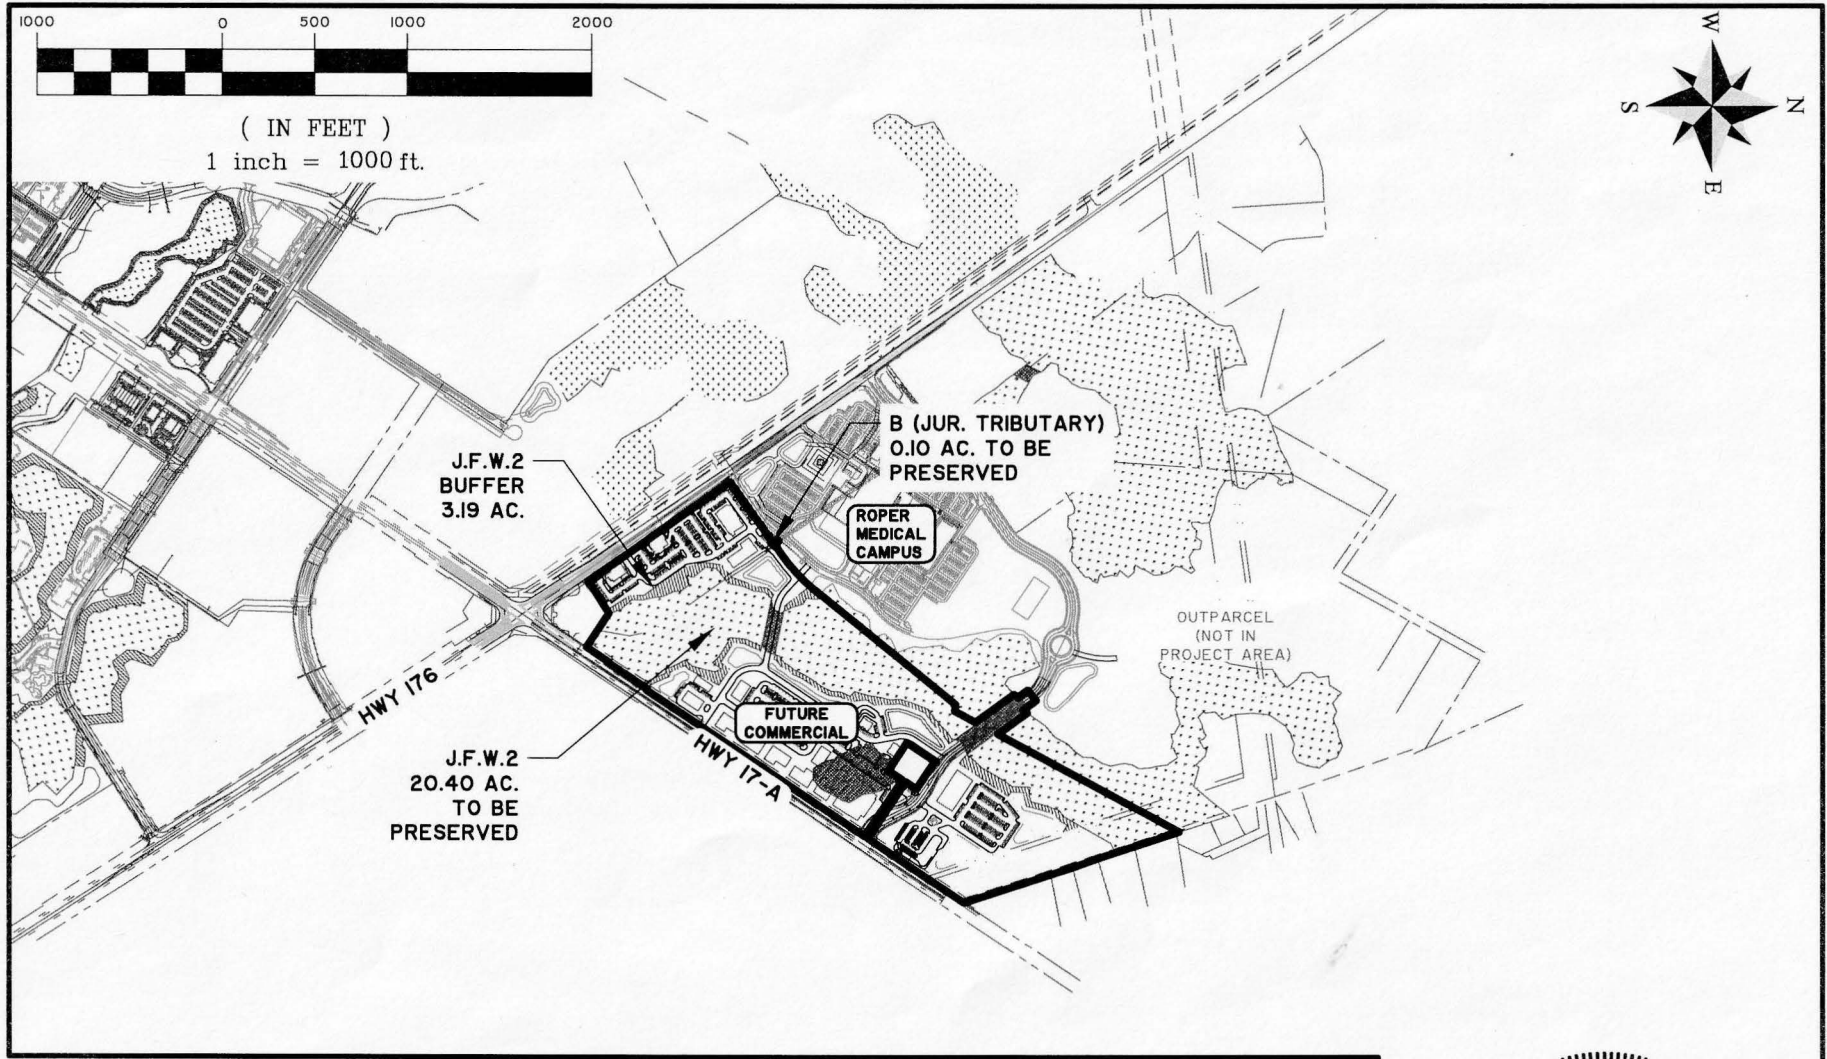 1000 0 500 1000 2000
( IN FEET )
1 inch = 1000 ft.
W
S N
E
B (JUR. TRIBUTARY)
0.10 AC. TO BE
PRESERVED
J.F.W.2
BUFFER
3.19 AC.
ROPER
MEDICAL
CAMPUS
OUTPARCEL
(NOT IN
PROJECT AREA)
HWY 176
FUTURE
COMMERCIAL
HWY 17-A
J.F.W.2
20.40 AC.
TO BE
PRESERVED